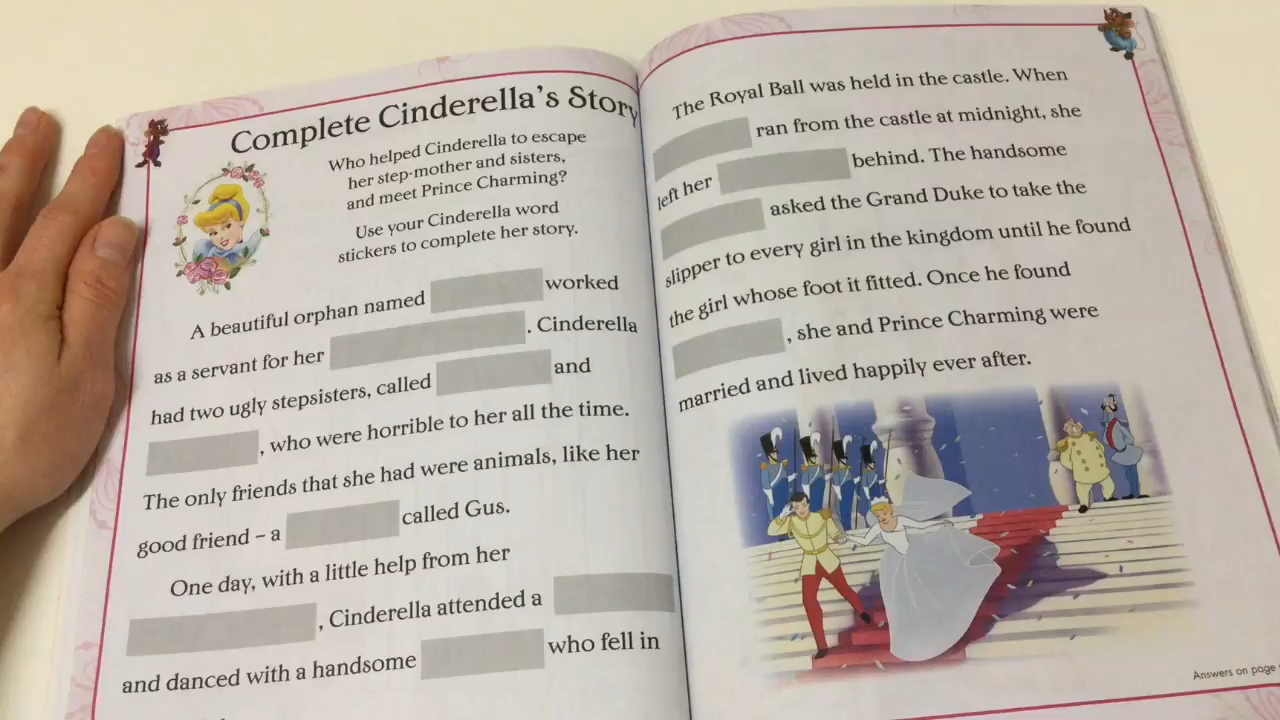 Complete Cinderella's Story
Who helped Cinderella to escape
her step-mother and sisters,
and meet Prince Charming?
Use your Cinderella word
stickers to complete her story.
A beautiful orphan named worked
as a servant for her . Cinderella
had two ugly stepsisters, called and
, who were horrible to her all the time.
The only friends that she had were animals, like her
good friend – a called Gus.
One day, with a little help from her
, Cinderella attended a
and danced with a handsome who fell in
The Royal Ball was held in the castle. When
ran from the castle at midnight, she
left her behind. The handsome
asked the Grand Duke to take the
slipper to every girl in the kingdom until he found
the girl whose foot it fitted. Once he found
, she and Prince Charming were
married and lived happily ever after.
Answers on page